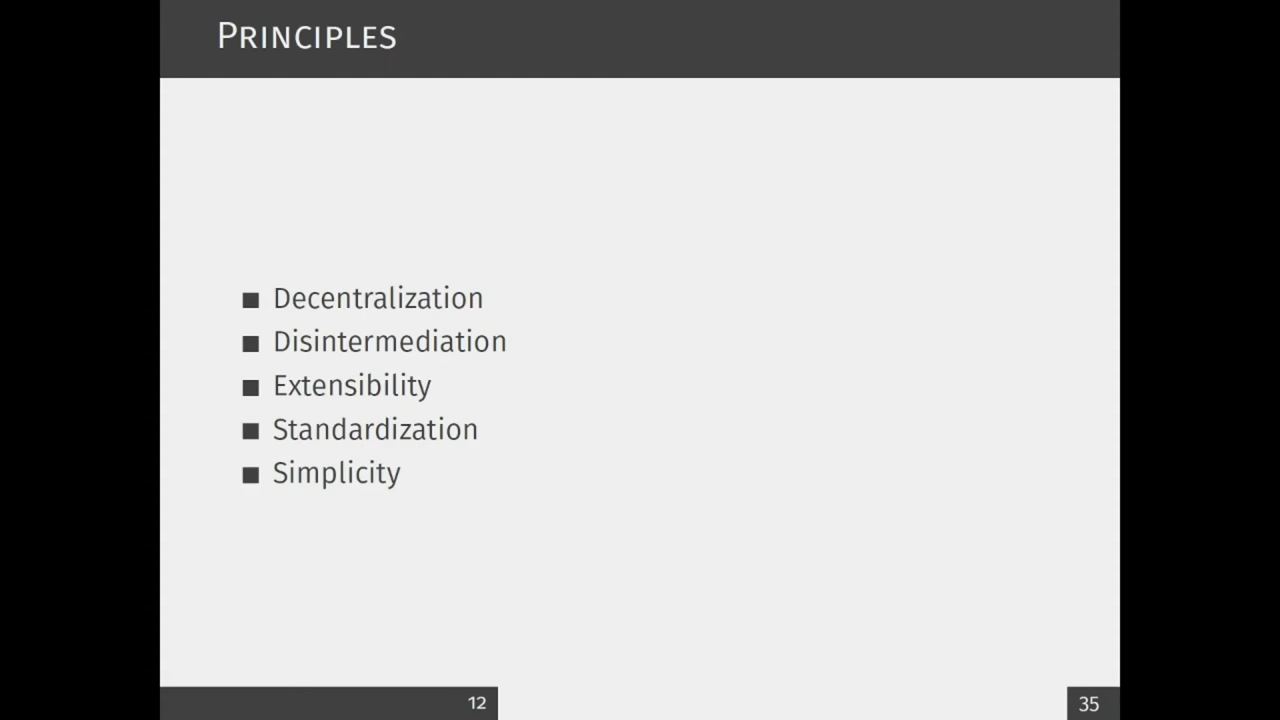 Principles
■ Decentralization
■ Disintermediation
■ Extensibility
■ Standardization
■ Simplicity
12
35